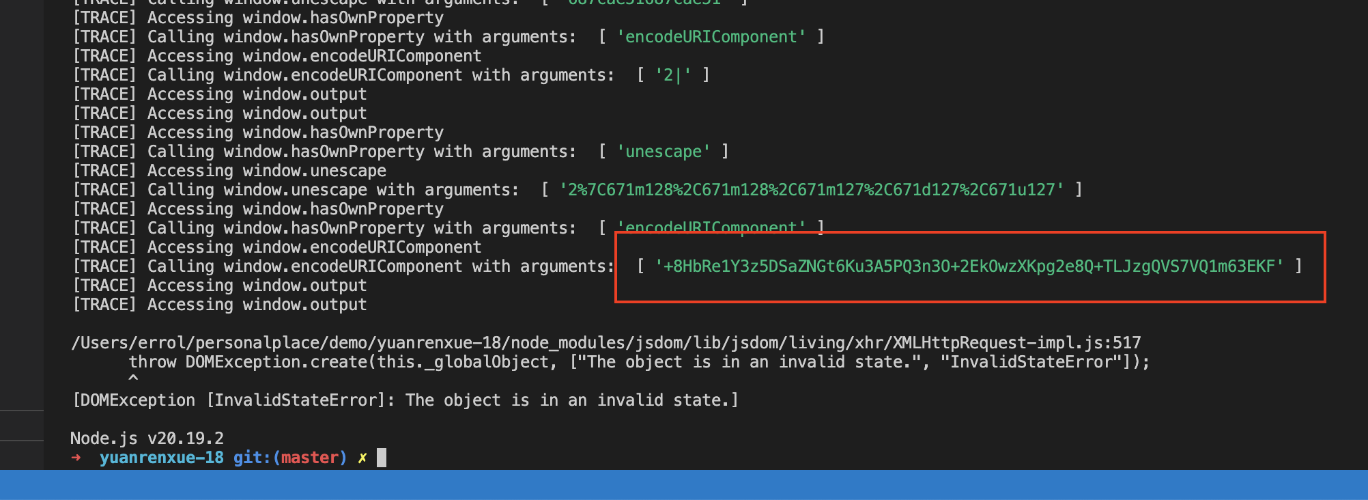 [TRACE] Calling window.unescape with arguments:  [ '687cae31687cae31' ]
[TRACE] Accessing window.hasOwnProperty
[TRACE] Calling window.hasOwnProperty with arguments:  [ 'encodeURIComponent' ]
[TRACE] Accessing window.encodeURIComponent
[TRACE] Calling window.encodeURIComponent with arguments:  [ '2|' ]
[TRACE] Accessing window.output
[TRACE] Accessing window.output
[TRACE] Accessing window.hasOwnProperty
[TRACE] Calling window.hasOwnProperty with arguments:  [ 'unescape' ]
[TRACE] Accessing window.unescape
[TRACE] Calling window.unescape with arguments:  [ '2%7C671m128%2C671m128%2C671m127%2C671d127%2C671u127' ]
[TRACE] Accessing window.hasOwnProperty
[TRACE] Calling window.hasOwnProperty with arguments:  [ 'encodeURIComponent' ]
[TRACE] Accessing window.encodeURIComponent
[TRACE] Calling window.encodeURIComponent with arguments:  [ '+8HbRe1Y3z5DSaZNGt6Ku3A5PQ3n3O+2EkOwzXKpg2e8Q+TLJzgQVS7VQ1m63EKF' ]
[TRACE] Accessing window.output
[TRACE] Accessing window.output
/Users/errol/personalplace/demo/yuanrenxue-18/node_modules/jsdom/lib/jsdom/living/xhr/XMLHttpRequest-impl.js:517
throw DOMException.create(this._globalObject, ["The object is in an invalid state.", "InvalidStateError"]);
^
[DOMException [InvalidStateError]: The object is in an invalid state.]
Node.js v20.19.2
➜ yuanrenxue-18 git:(master) ✗